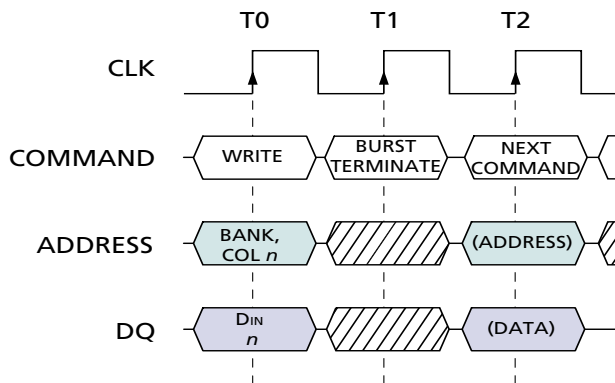 T0 T1 T2
CLK
COMMAND
WRITE
BURST
TERMINATE
NEXT
COMMAND
ADDRESS
BANK,
COL n
(ADDRESS)
DQ
DIN
n
(DATA)